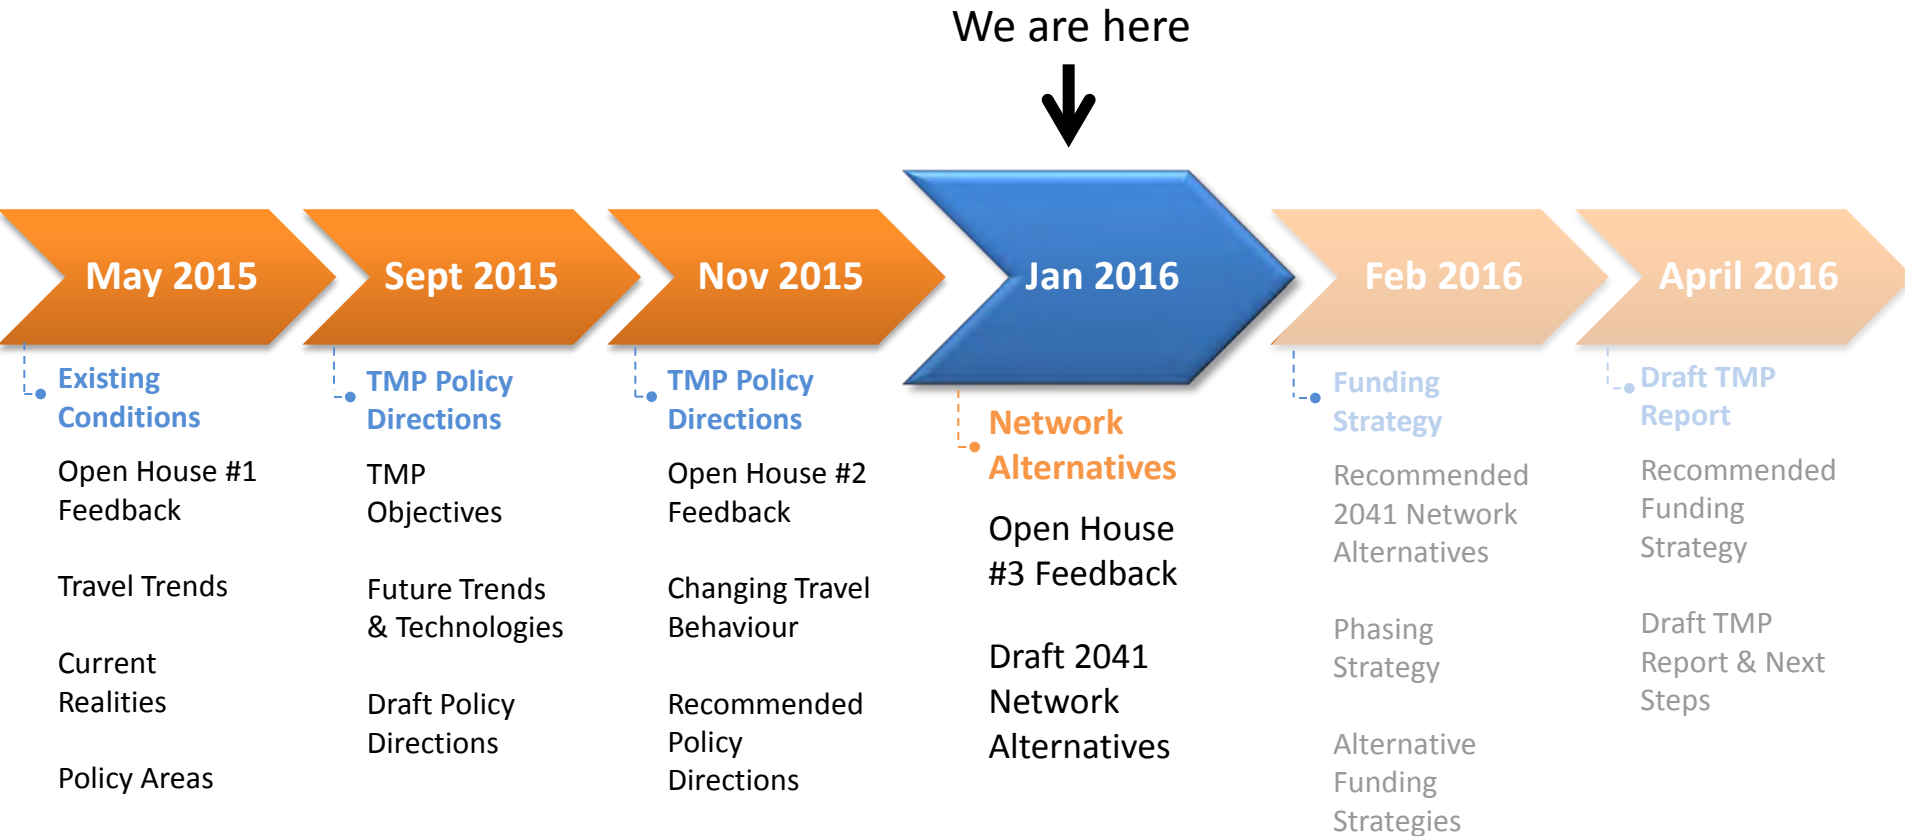 We are here
May 2015
Existing
Conditions
Open House #1
Feedback
Travel Trends
Current
Realities
Policy Areas
Sept 2015
TMP Policy
Directions
TMP
Objectives
Future Trends
& Technologies
Draft Policy
Directions
Nov 2015
TMP Policy
Directions
Open House #2
Feedback
Changing Travel
Behaviour
Recommended
Policy
Directions
Jan 2016
Network
Alternatives
Open House
#3 Feedback
Draft 2041
Network
Alternatives
Feb 2016
Funding
Strategy
Recommended
2041 Network
Alternatives
Phasing
Strategy
Alternative
Funding
Strategies
April 2016
Draft TMP
Report
Recommended
Funding
Strategy
Draft TMP
Report & Next
Steps